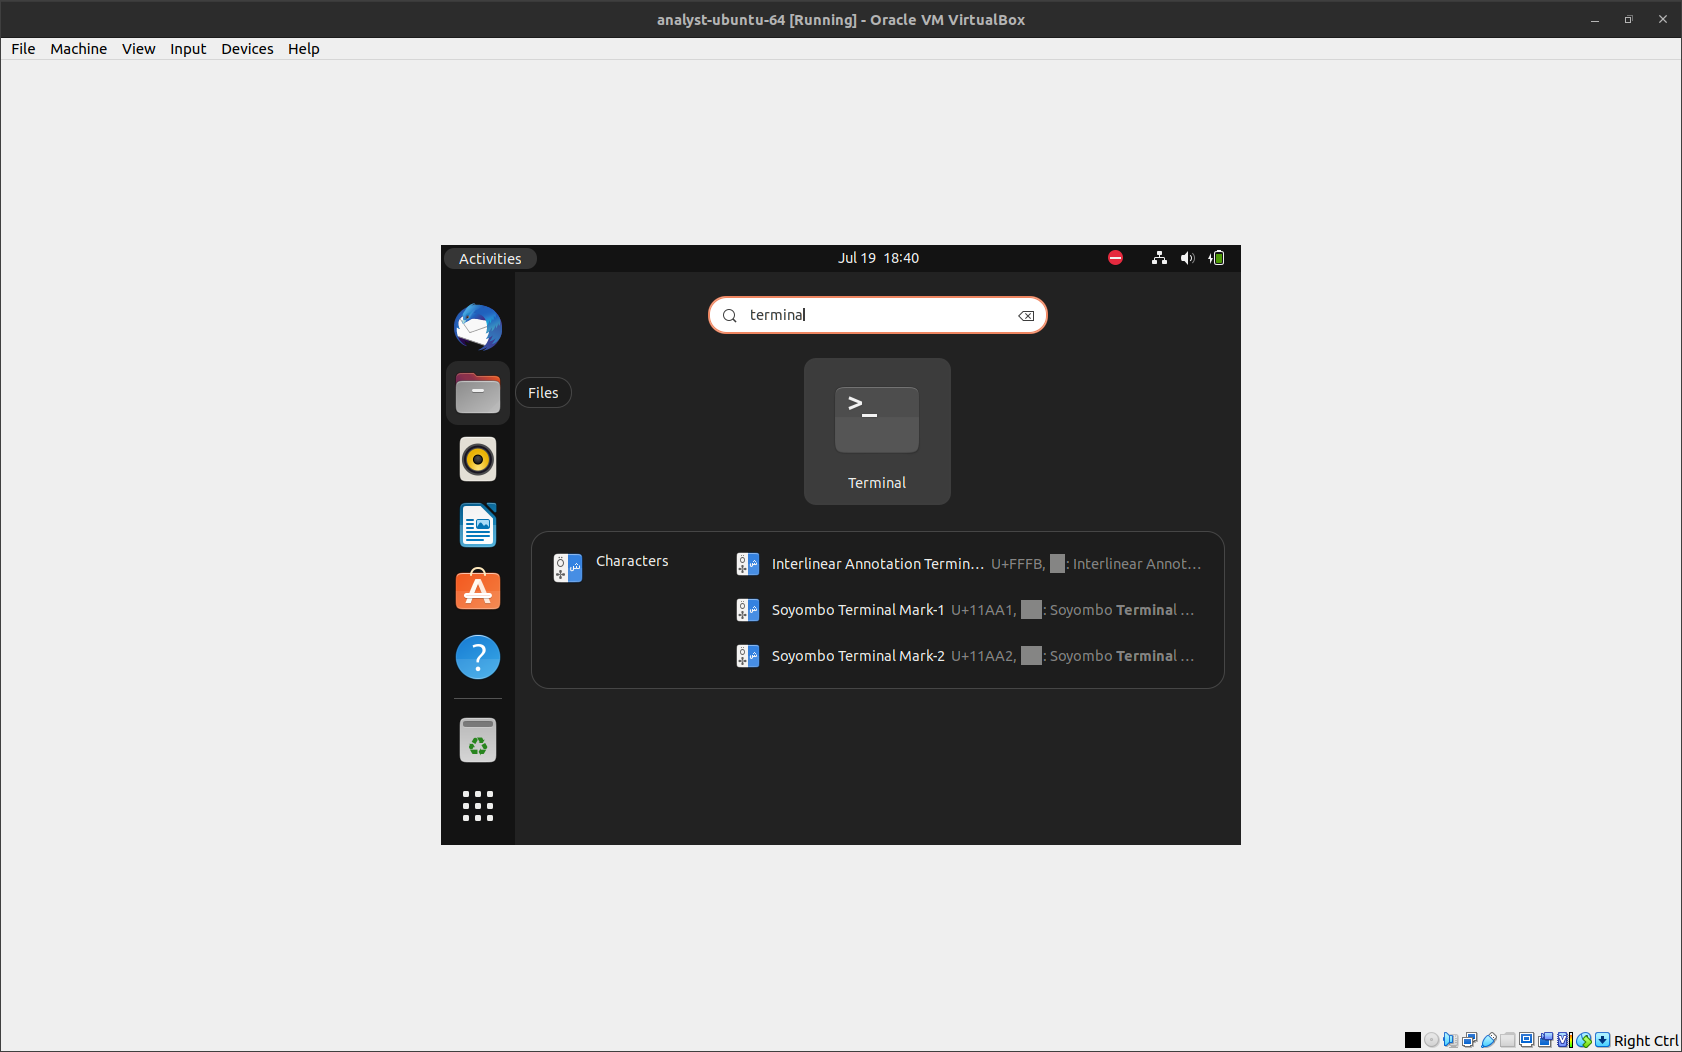 analyst-ubuntu-64 [Running] - Oracle VM VirtualBox
File Machine View Input Devices Help
Activities
Jul 19 18:40
terminal
Files
>_
Terminal
Characters
Interlinear Annotation Termin… U+FFFB, : Interlinear Annot…
Soyombo Terminal Mark-1 U+11AA1, : Soyombo Terminal …
Soyombo Terminal Mark-2 U+11AA2, : Soyombo Terminal …
Right Ctrl